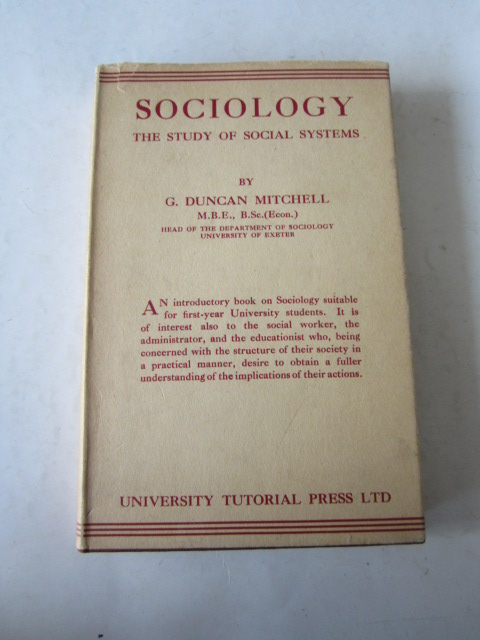 SOCIOLOGY
THE STUDY OF SOCIAL SYSTEMS
BY
G. DUNCAN MITCHELL
M.B.E., B.Sc.(Econ.)
HEAD OF THE DEPARTMENT OF SOCIOLOGY
UNIVERSITY OF EXETER
AN introductory book on Sociology suitable
for first-year University students. It is
of interest also to the social worker, the
administrator, and the educationist who, being
concerned with the structure of their society in
a practical manner, desire to obtain a fuller
understanding of the implications of their actions.
UNIVERSITY TUTORIAL PRESS LTD